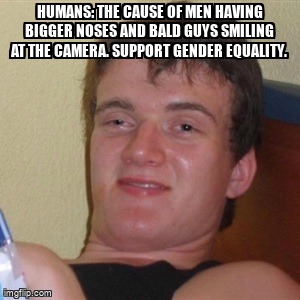 HUMANS: THE CAUSE OF MEN HAVING
BIGGER NOSES AND BALD GUYS SMILING
AT THE CAMERA. SUPPORT GENDER EQUALITY.
imgflip.com